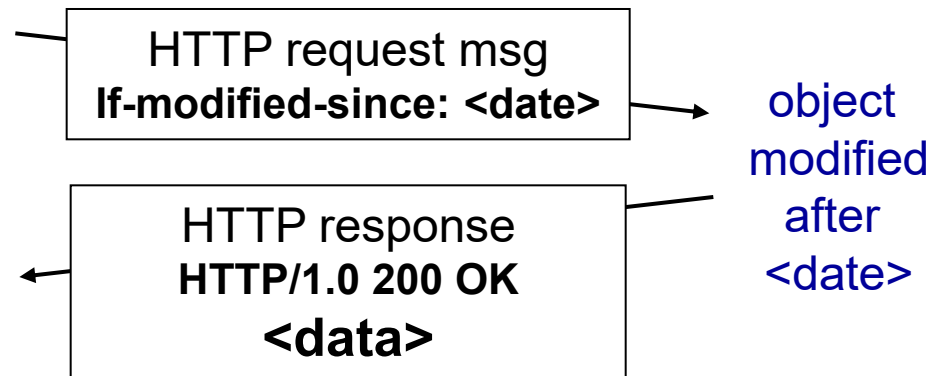 HTTP request msg
If-modified-since: <date>
object
modified
after
<date>
HTTP response
HTTP/1.0 200 OK
<data>